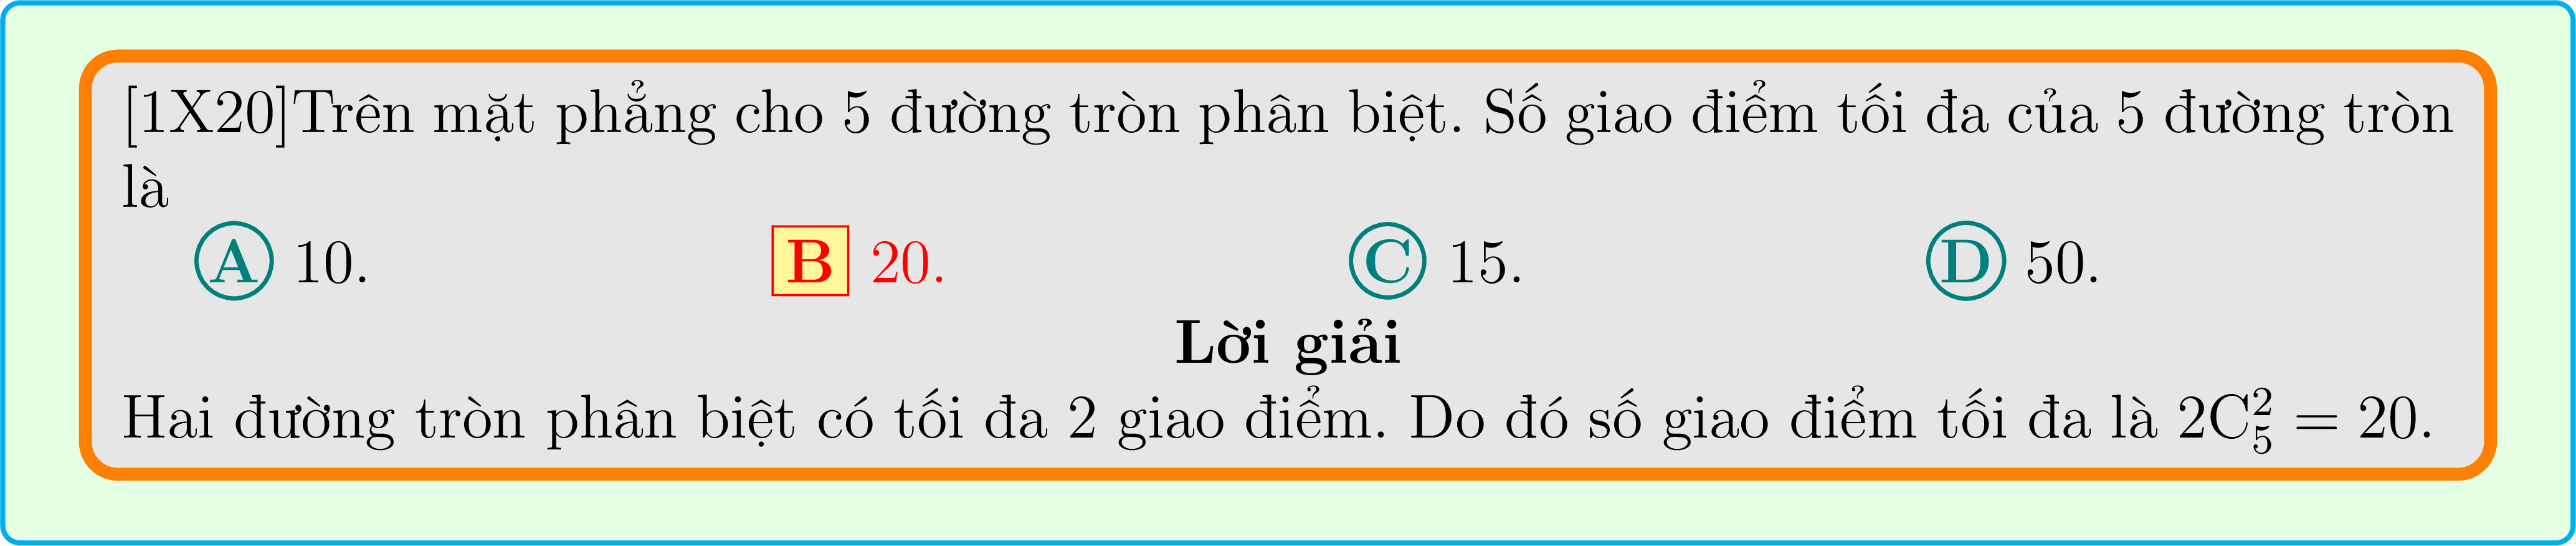 [1X20]Trên mặt phẳng cho 5 đường tròn phân biệt. Số giao điểm tối đa của 5 đường tròn
là
A 10. B 20. C 15. D 50.
Lời giải
Hai đường tròn phân biệt có tối đa 2 giao điểm. Do đó số giao điểm tối đa là 2C₅² = 20.